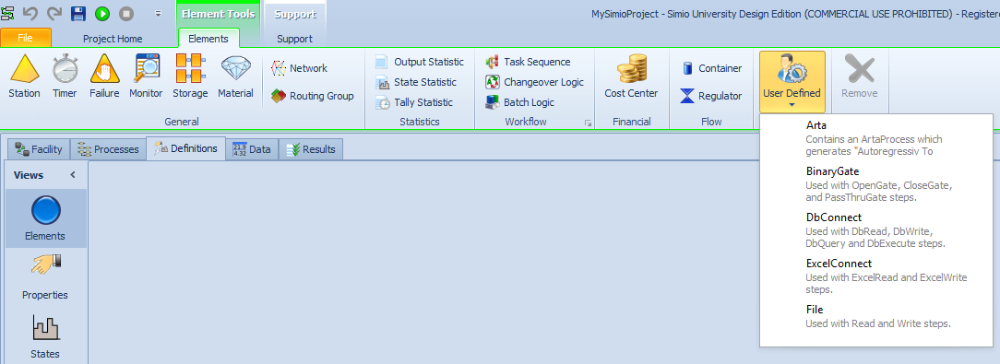 Element Tools
Support
MySimioProject - Simio University Design Edition (COMMERCIAL USE PROHIBITED) - Registere
File
Project Home
Elements
Support
Station
Timer
Failure
Monitor
Storage
Material
Network
Routing Group
General
Output Statistic
State Statistic
Tally Statistic
Statistics
Task Sequence
Changeover Logic
Batch Logic
Workflow
Cost Center
Financial
Container
Regulator
Flow
User Defined
Remove
Facility
Processes
Definitions
21.9
4.32
Data
Results
Views
Elements
Properties
States
Arta
Contains an ArtaProcess which
generates "Autoregressiv To
BinaryGate
Used with OpenGate, CloseGate,
and PassThruGate steps.
DbConnect
Used with DbRead, DbWrite,
DbQuery and DbExecute steps.
ExcelConnect
Used with ExcelRead and ExcelWrite
steps.
File
Used with Read and Write steps.